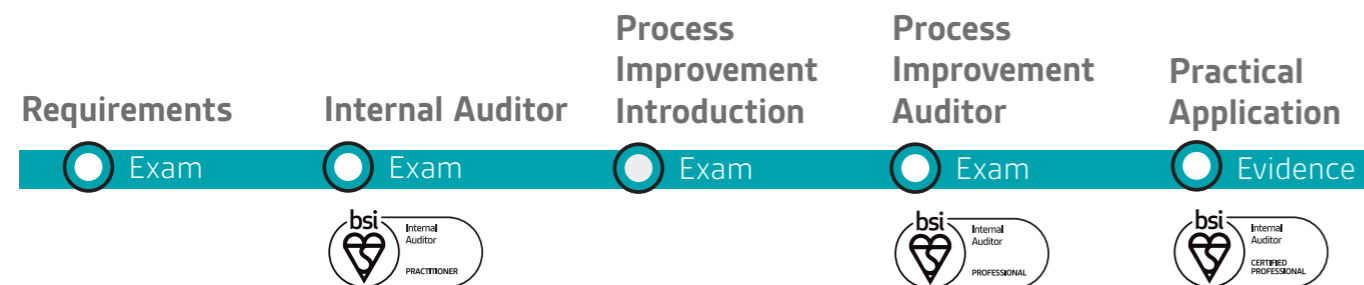 Requirements
Exam
Internal Auditor
Exam
bsi
Internal
Auditor
PRACTITIONER
Process
Improvement
Introduction
Exam
Process
Improvement
Auditor
Exam
bsi
Internal
Auditor
PROFESSIONAL
Practical
Application
Evidence
bsi
Internal
Auditor
CERTIFIED
PROFESSIONAL